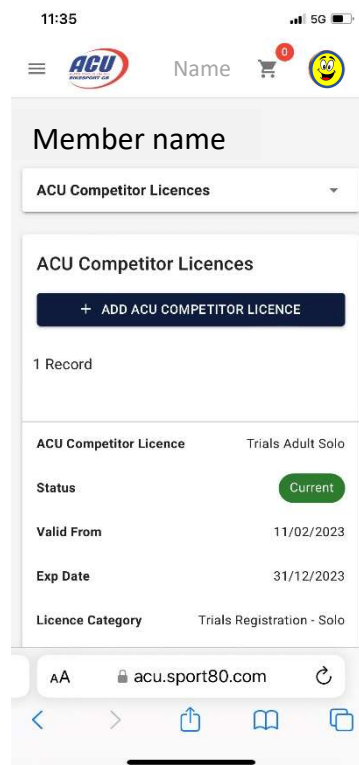 11:35
5G
ACU
Name
0
Member name
ACU Competitor Licences
ACU Competitor Licences
+ ADD ACU COMPETITOR LICENCE
1 Record
ACU Competitor Licence Trials Adult Solo
Status Current
Valid From 11/02/2023
Exp Date 31/12/2023
Licence Category Trials Registration - Solo
AA acu.sport80.com